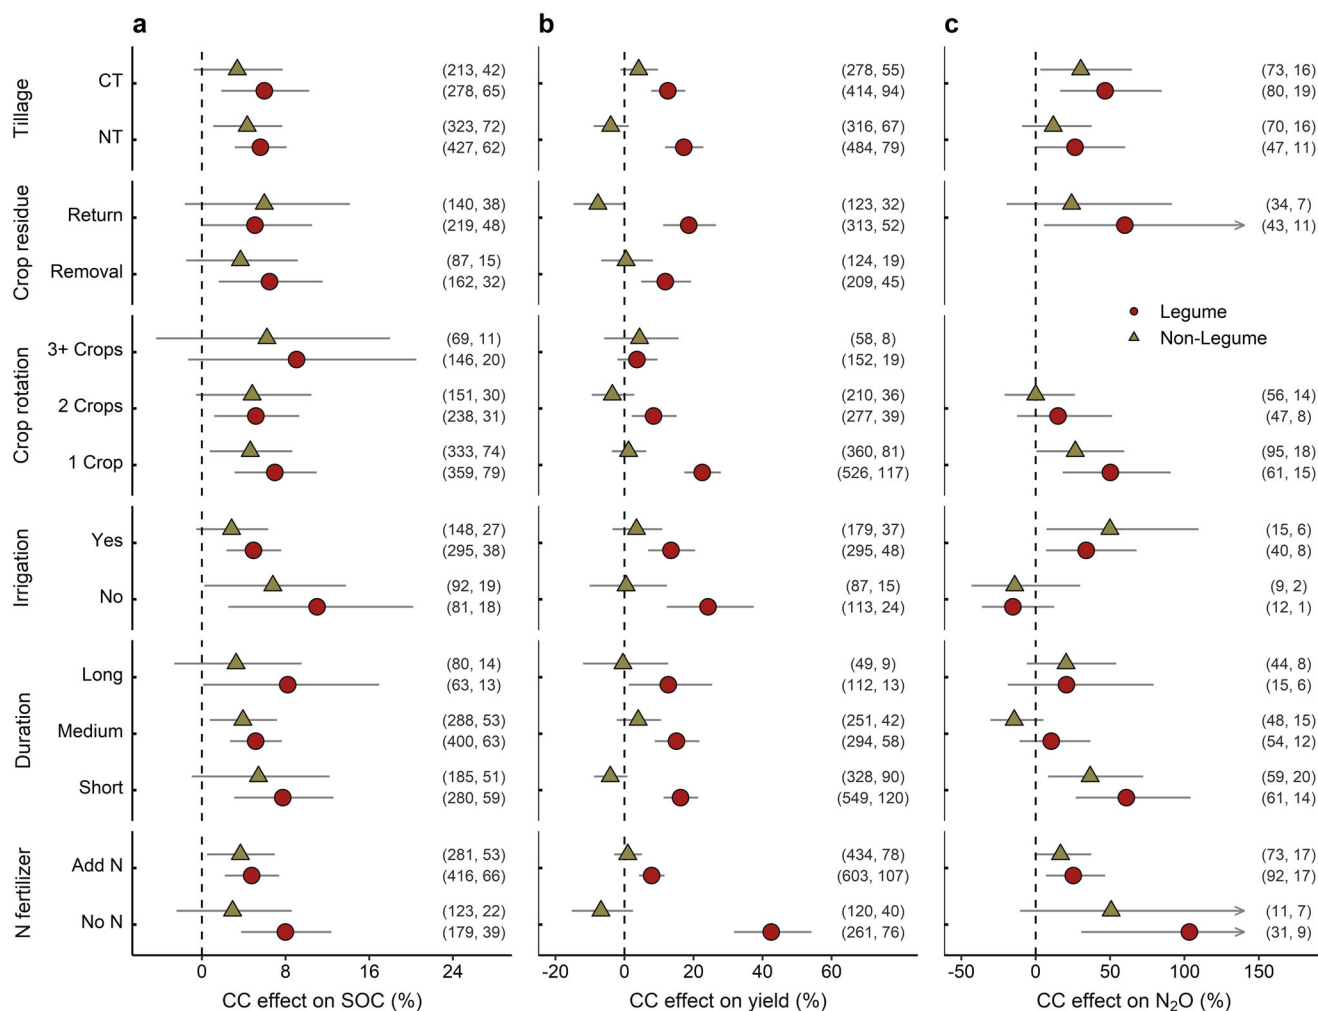 a b c
Tillage
CT (213, 42) (278, 55) (73, 16)
(278, 65) (414, 94) (80, 19)
NT (323, 72) (316, 67) (70, 16)
(427, 62) (484, 79) (47, 11)
Crop residue
Return (140, 38) (123, 32) (34, 7)
(219, 48) (313, 52) (43, 11)
Removal (87, 15) (124, 19)
(162, 32) (209, 45)
Legume
Non-Legume
Crop rotation
3+ Crops (69, 11) (58, 8)
(146, 20) (152, 19)
2 Crops (151, 30) (210, 36) (56, 14)
(238, 31) (277, 39) (47, 8)
1 Crop (333, 74) (360, 81) (95, 18)
(359, 79) (526, 117) (61, 15)
Irrigation
Yes (148, 27) (179, 37) (15, 6)
(295, 38) (295, 48) (40, 8)
No (92, 19) (87, 15) (9, 2)
(81, 18) (113, 24) (12, 1)
Duration
Long (80, 14) (49, 9) (44, 8)
(63, 13) (112, 13) (15, 6)
Medium (288, 53) (251, 42) (48, 15)
(400, 63) (294, 58) (54, 12)
Short (185, 51) (328, 90) (59, 20)
(280, 59) (549, 120) (61, 14)
N fertilizer
Add N (281, 53) (434, 78) (73, 17)
(416, 66) (603, 107) (92, 17)
No N (123, 22) (120, 40) (11, 7)
(179, 39) (261, 76) (31, 9)
0 8 16 24 -20 0 20 40 60 -50 0 50 100 150
CC effect on SOC (%) CC effect on yield (%) CC effect on N₂O (%)